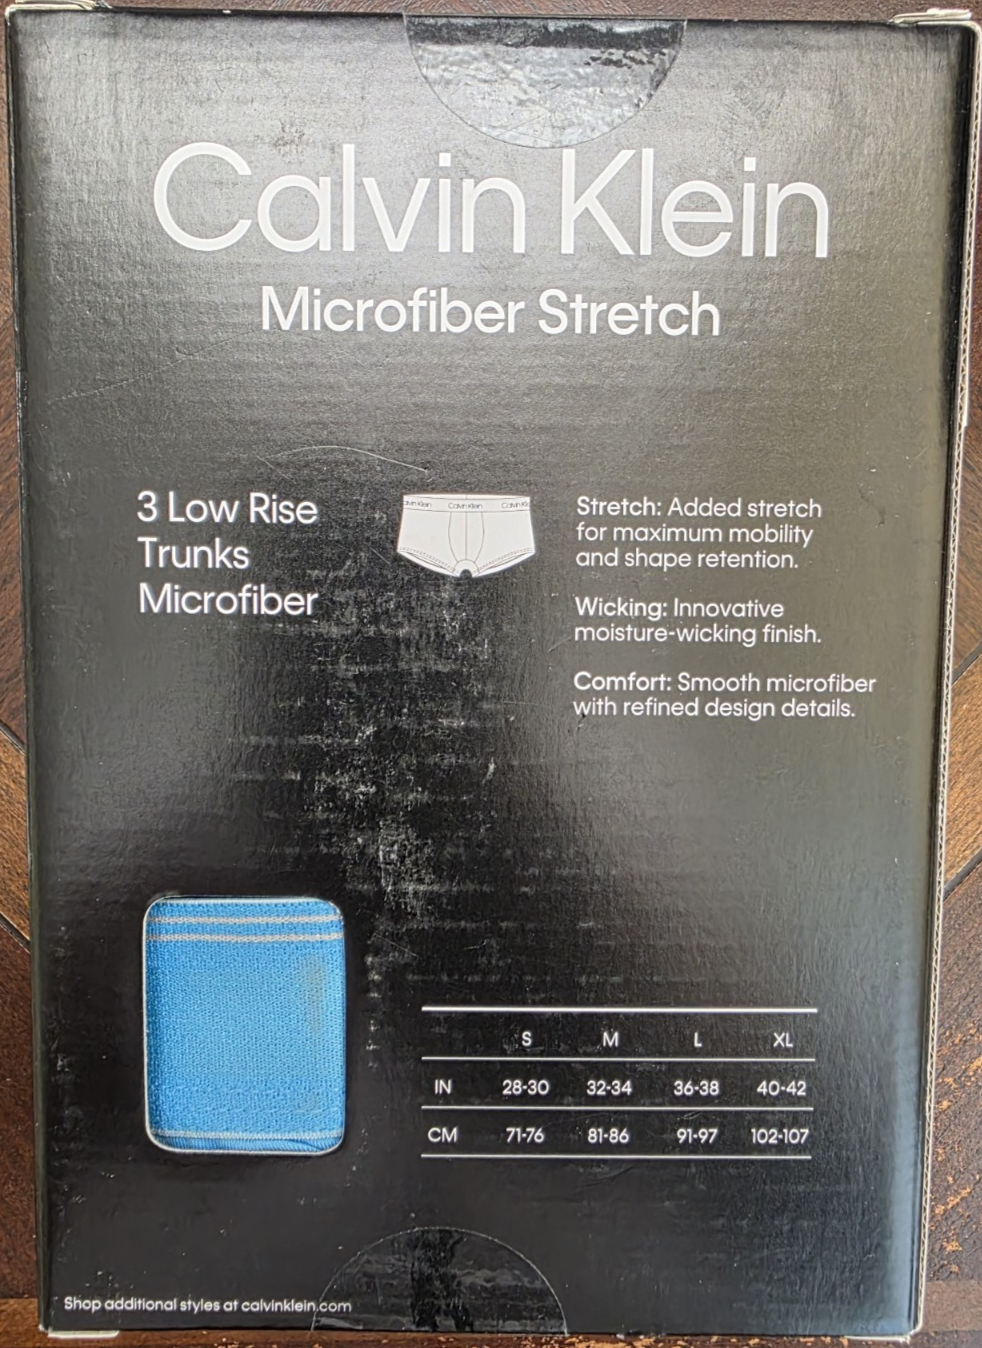 Calvin Klein
Microfiber Stretch
3 Low Rise
Trunks
Microfiber
Calvin Klein
Stretch: Added stretch
for maximum mobility
and shape retention.
Wicking: Innovative
moisture-wicking finish.
Comfort: Smooth microfiber
with refined design details.
S M L XL
IN 28-30 32-34 36-38 40-42
CM 71-76 81-86 91-97 102-107
Shop additional styles at calvinklein.com